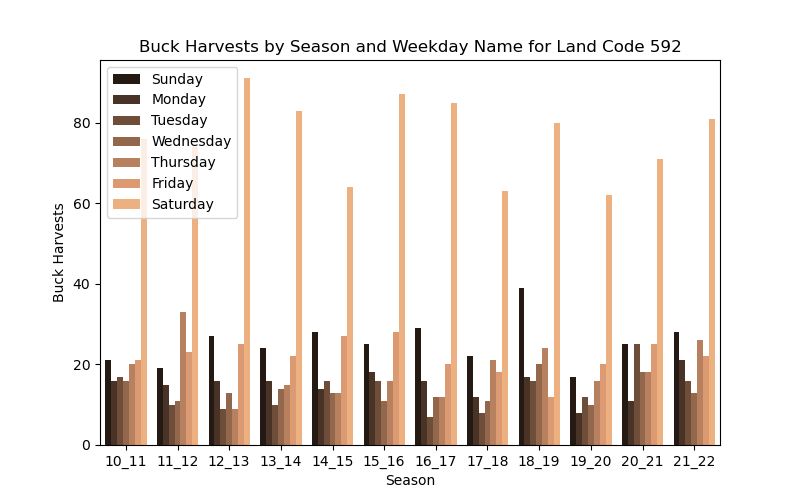 Buck Harvests by Season and Weekday Name for Land Code 592
Sunday
Monday
Tuesday
Wednesday
Thursday
Friday
Saturday
80
60
40
20
0
Buck Harvests
10_11 11_12 12_13 13_14 14_15 15_16 16_17 17_18 18_19 19_20 20_21 21_22
Season